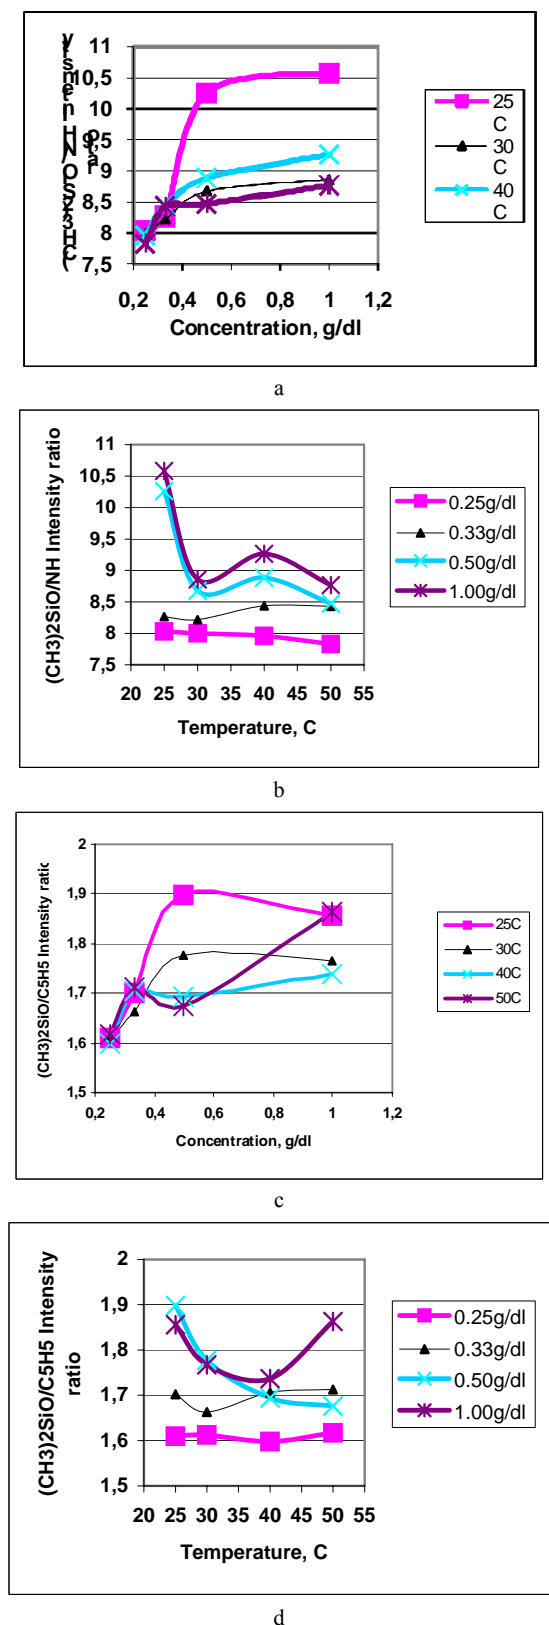 11
10,5
10
9,5
9
8,5
8
7,5
0,2 0,4 0,6 0,8 1 1,2
Concentration, g/dl
25
C
30
C
40
C
a
(CH3)2SiO/NH Intensity ratio
11
10,5
10
9,5
9
8,5
8
7,5
20 25 30 35 40 45 50 55
Temperature, C
0.25g/dl
0.33g/dl
0.50g/dl
1.00g/dl
b
(CH3)2SiO/C5H5 Intensity ratio
2
1,9
1,8
1,7
1,6
1,5
0,2 0,4 0,6 0,8 1 1,2
Concentration, g/dl
25C
30C
40C
50C
c
(CH3)2SiO/C5H5 Intensity
ratio
2
1,9
1,8
1,7
1,6
1,5
20 25 30 35 40 45 50 55
Temperature, C
0.25g/dl
0.33g/dl
0.50g/dl
1.00g/dl
d